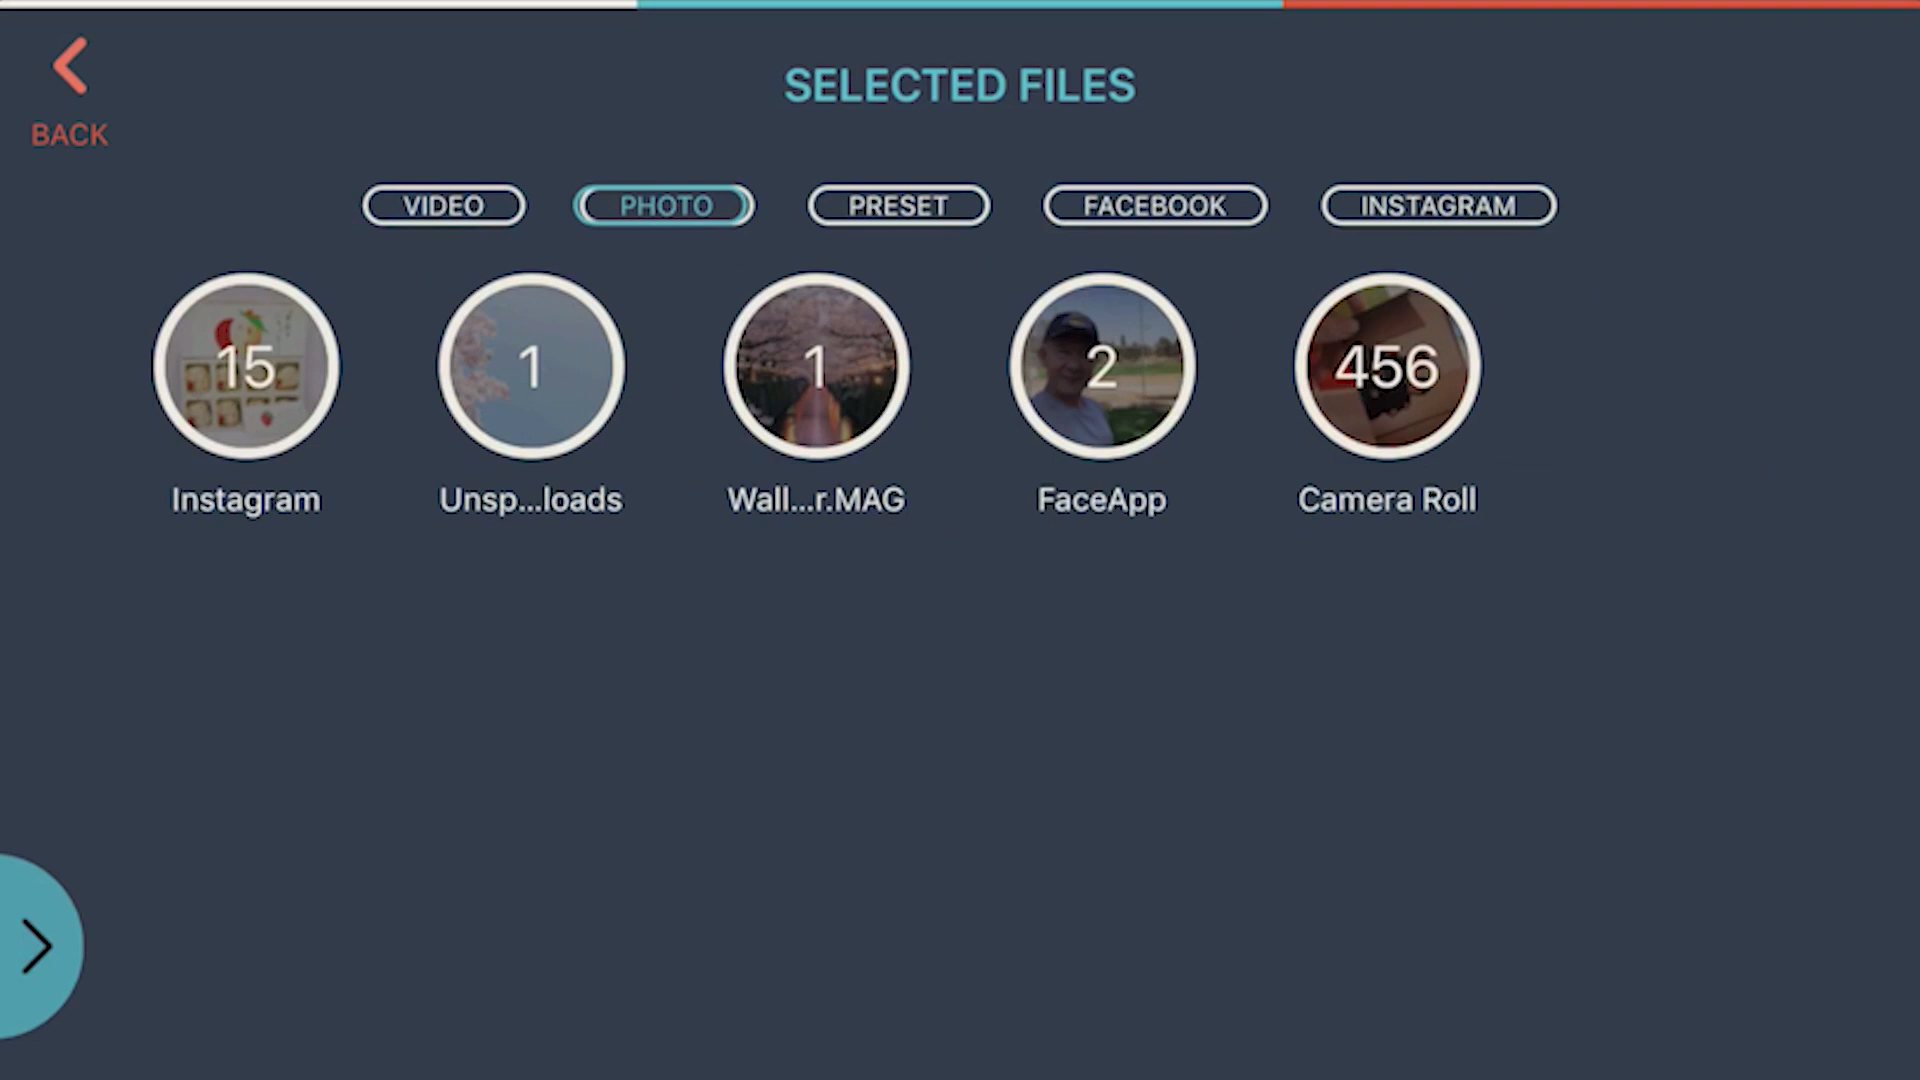 SELECTED FILES
BACK
VIDEO
PHOTO
PRESET
FACEBOOK
INSTAGRAM
15
1
1
2
456
Instagram
Unsp...loads
Wall...r.MAG
FaceApp
Camera Roll